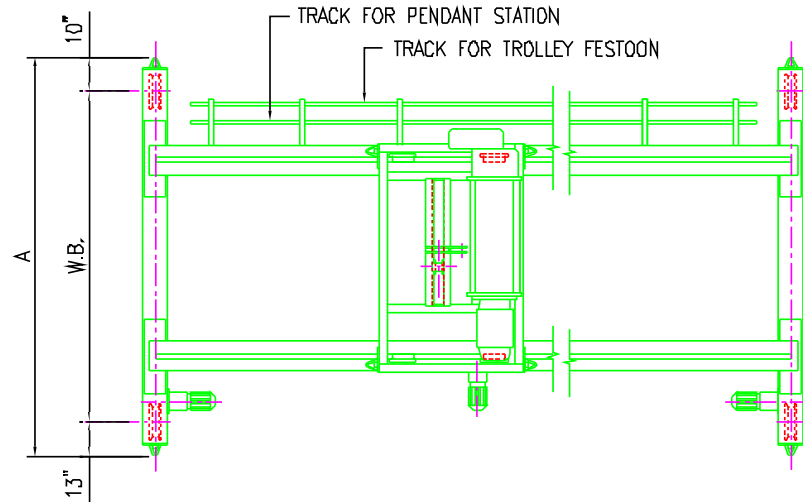 TRACK FOR PENDANT STATION
TRACK FOR TROLLEY FESTOON
10"
A
W.B.
13"